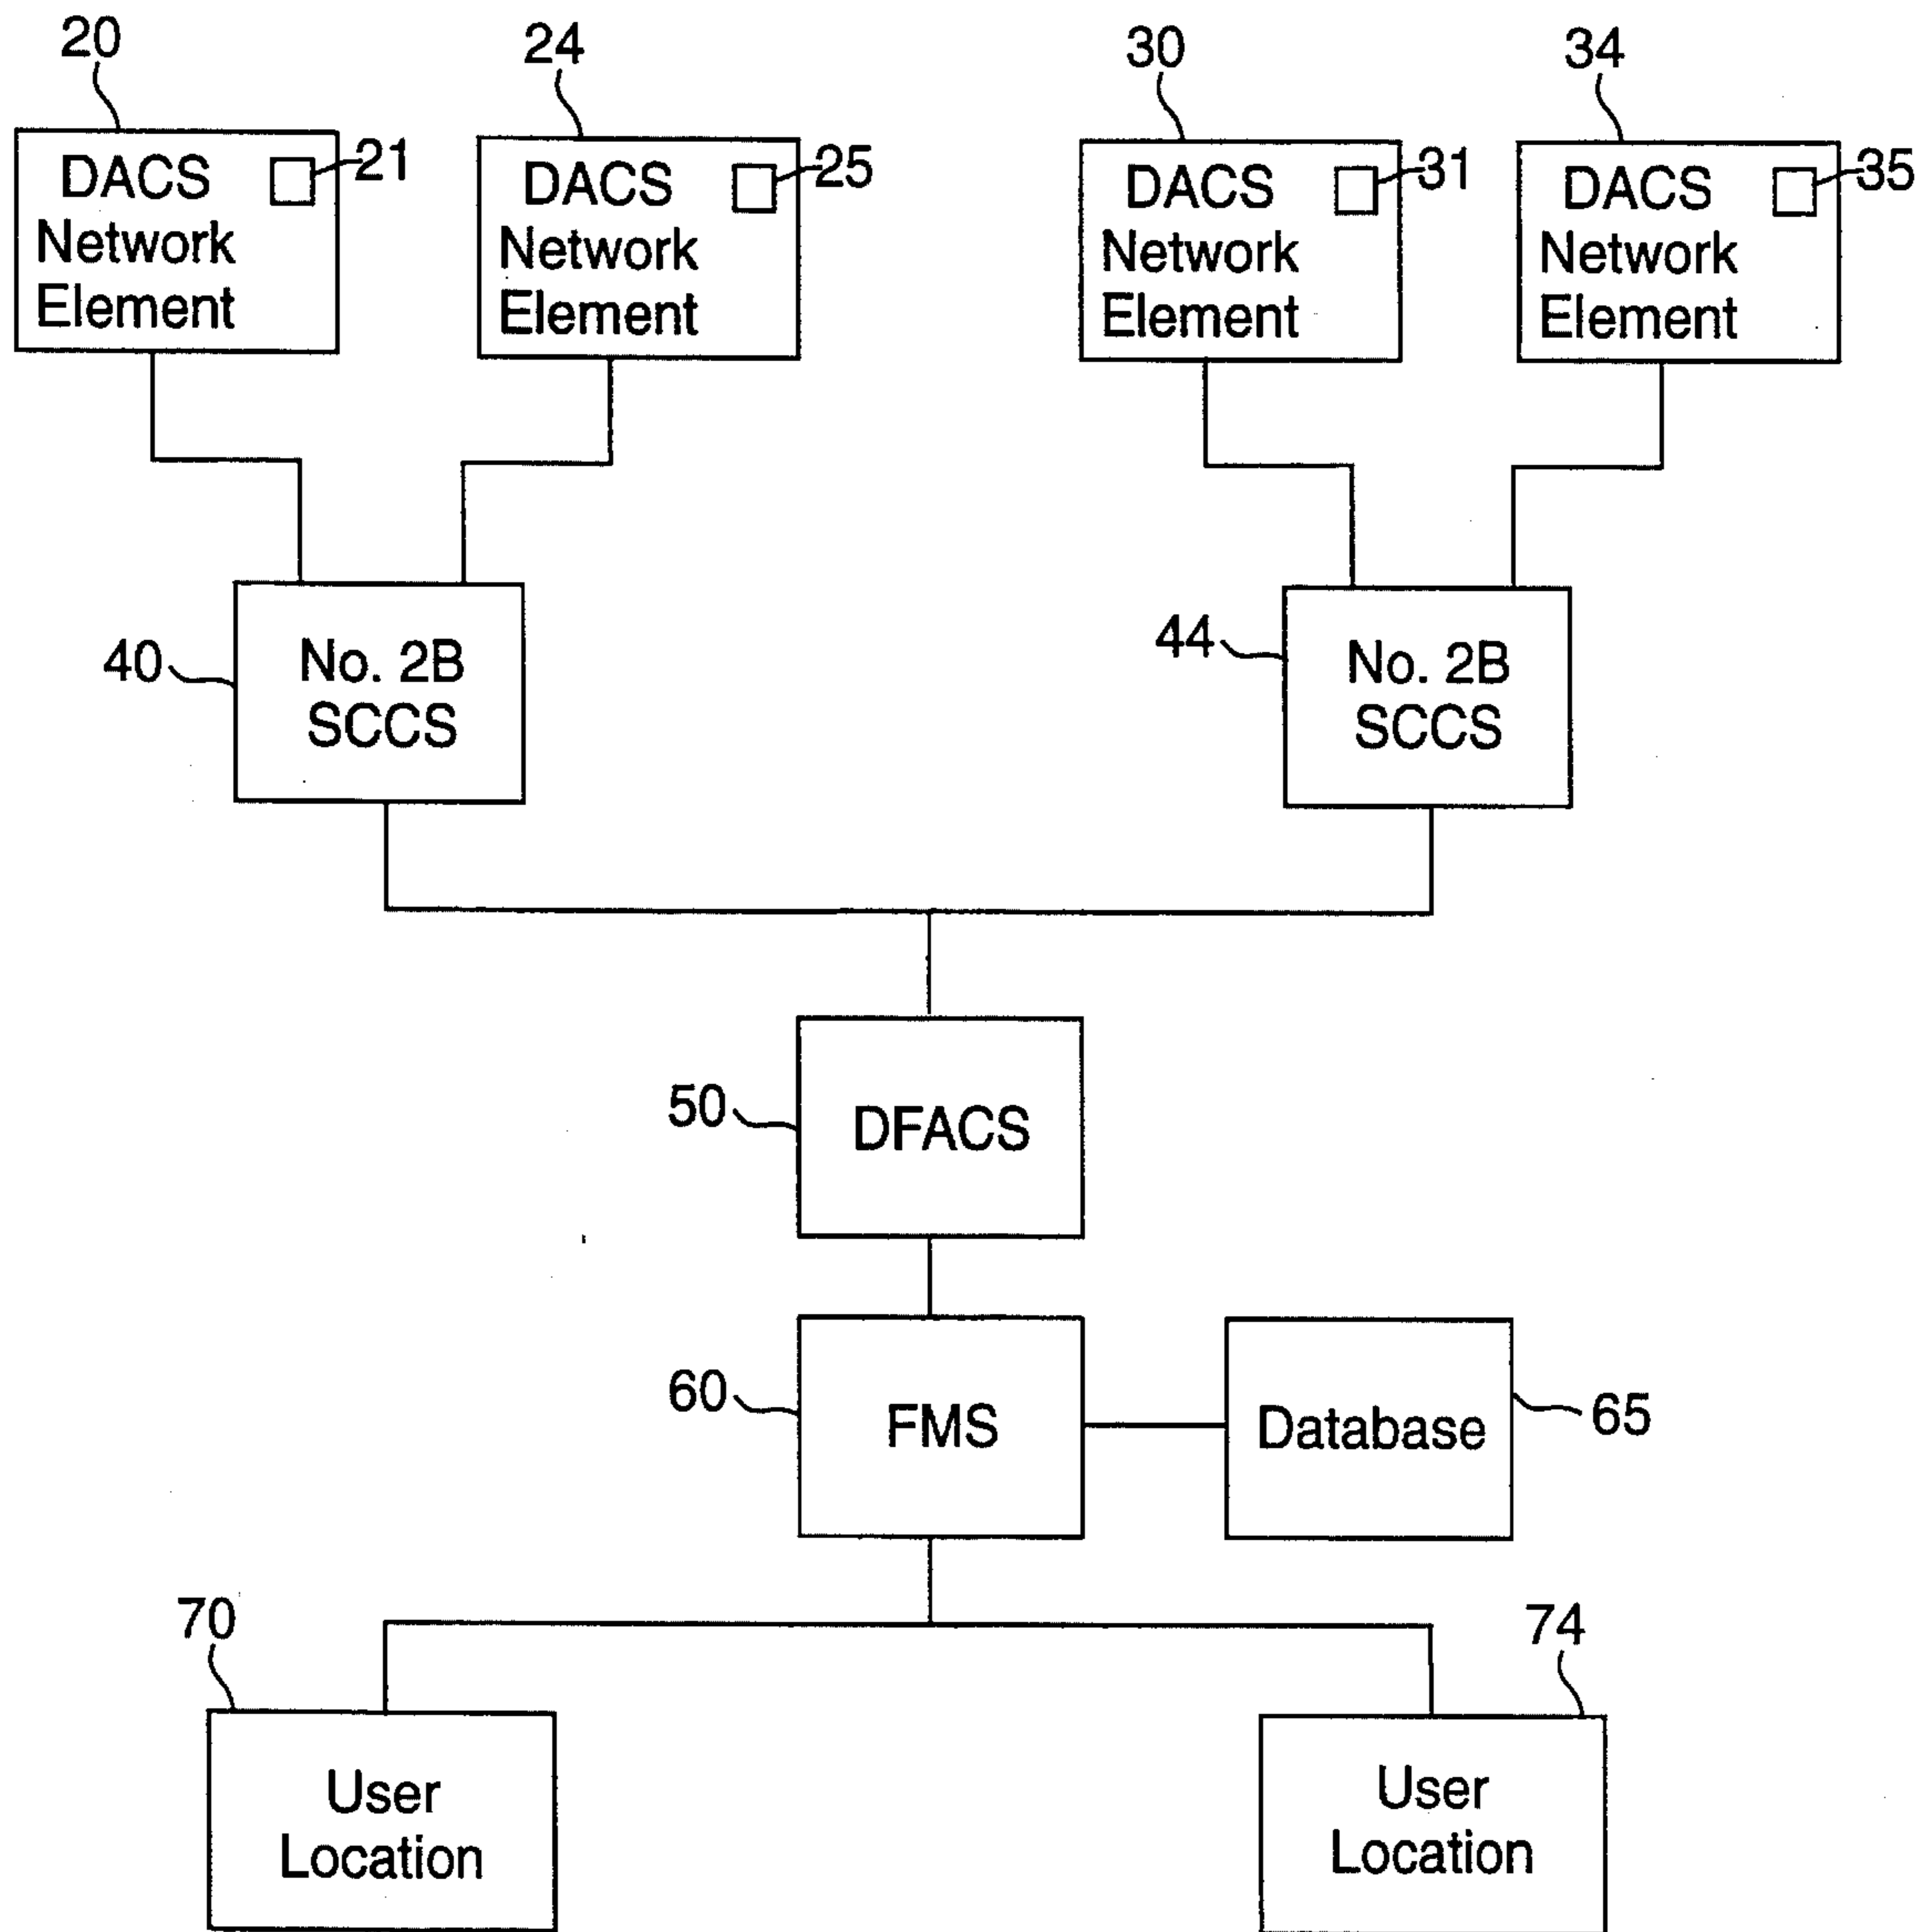 20
24
30
34
DACS
Network
Element
21
DACS
Network
Element
25
DACS
Network
Element
31
DACS
Network
Element
35
40
No. 2B
SCCS
44
No. 2B
SCCS
50
DFACS
60
FMS
Database
65
70
74
User
Location
User
Location